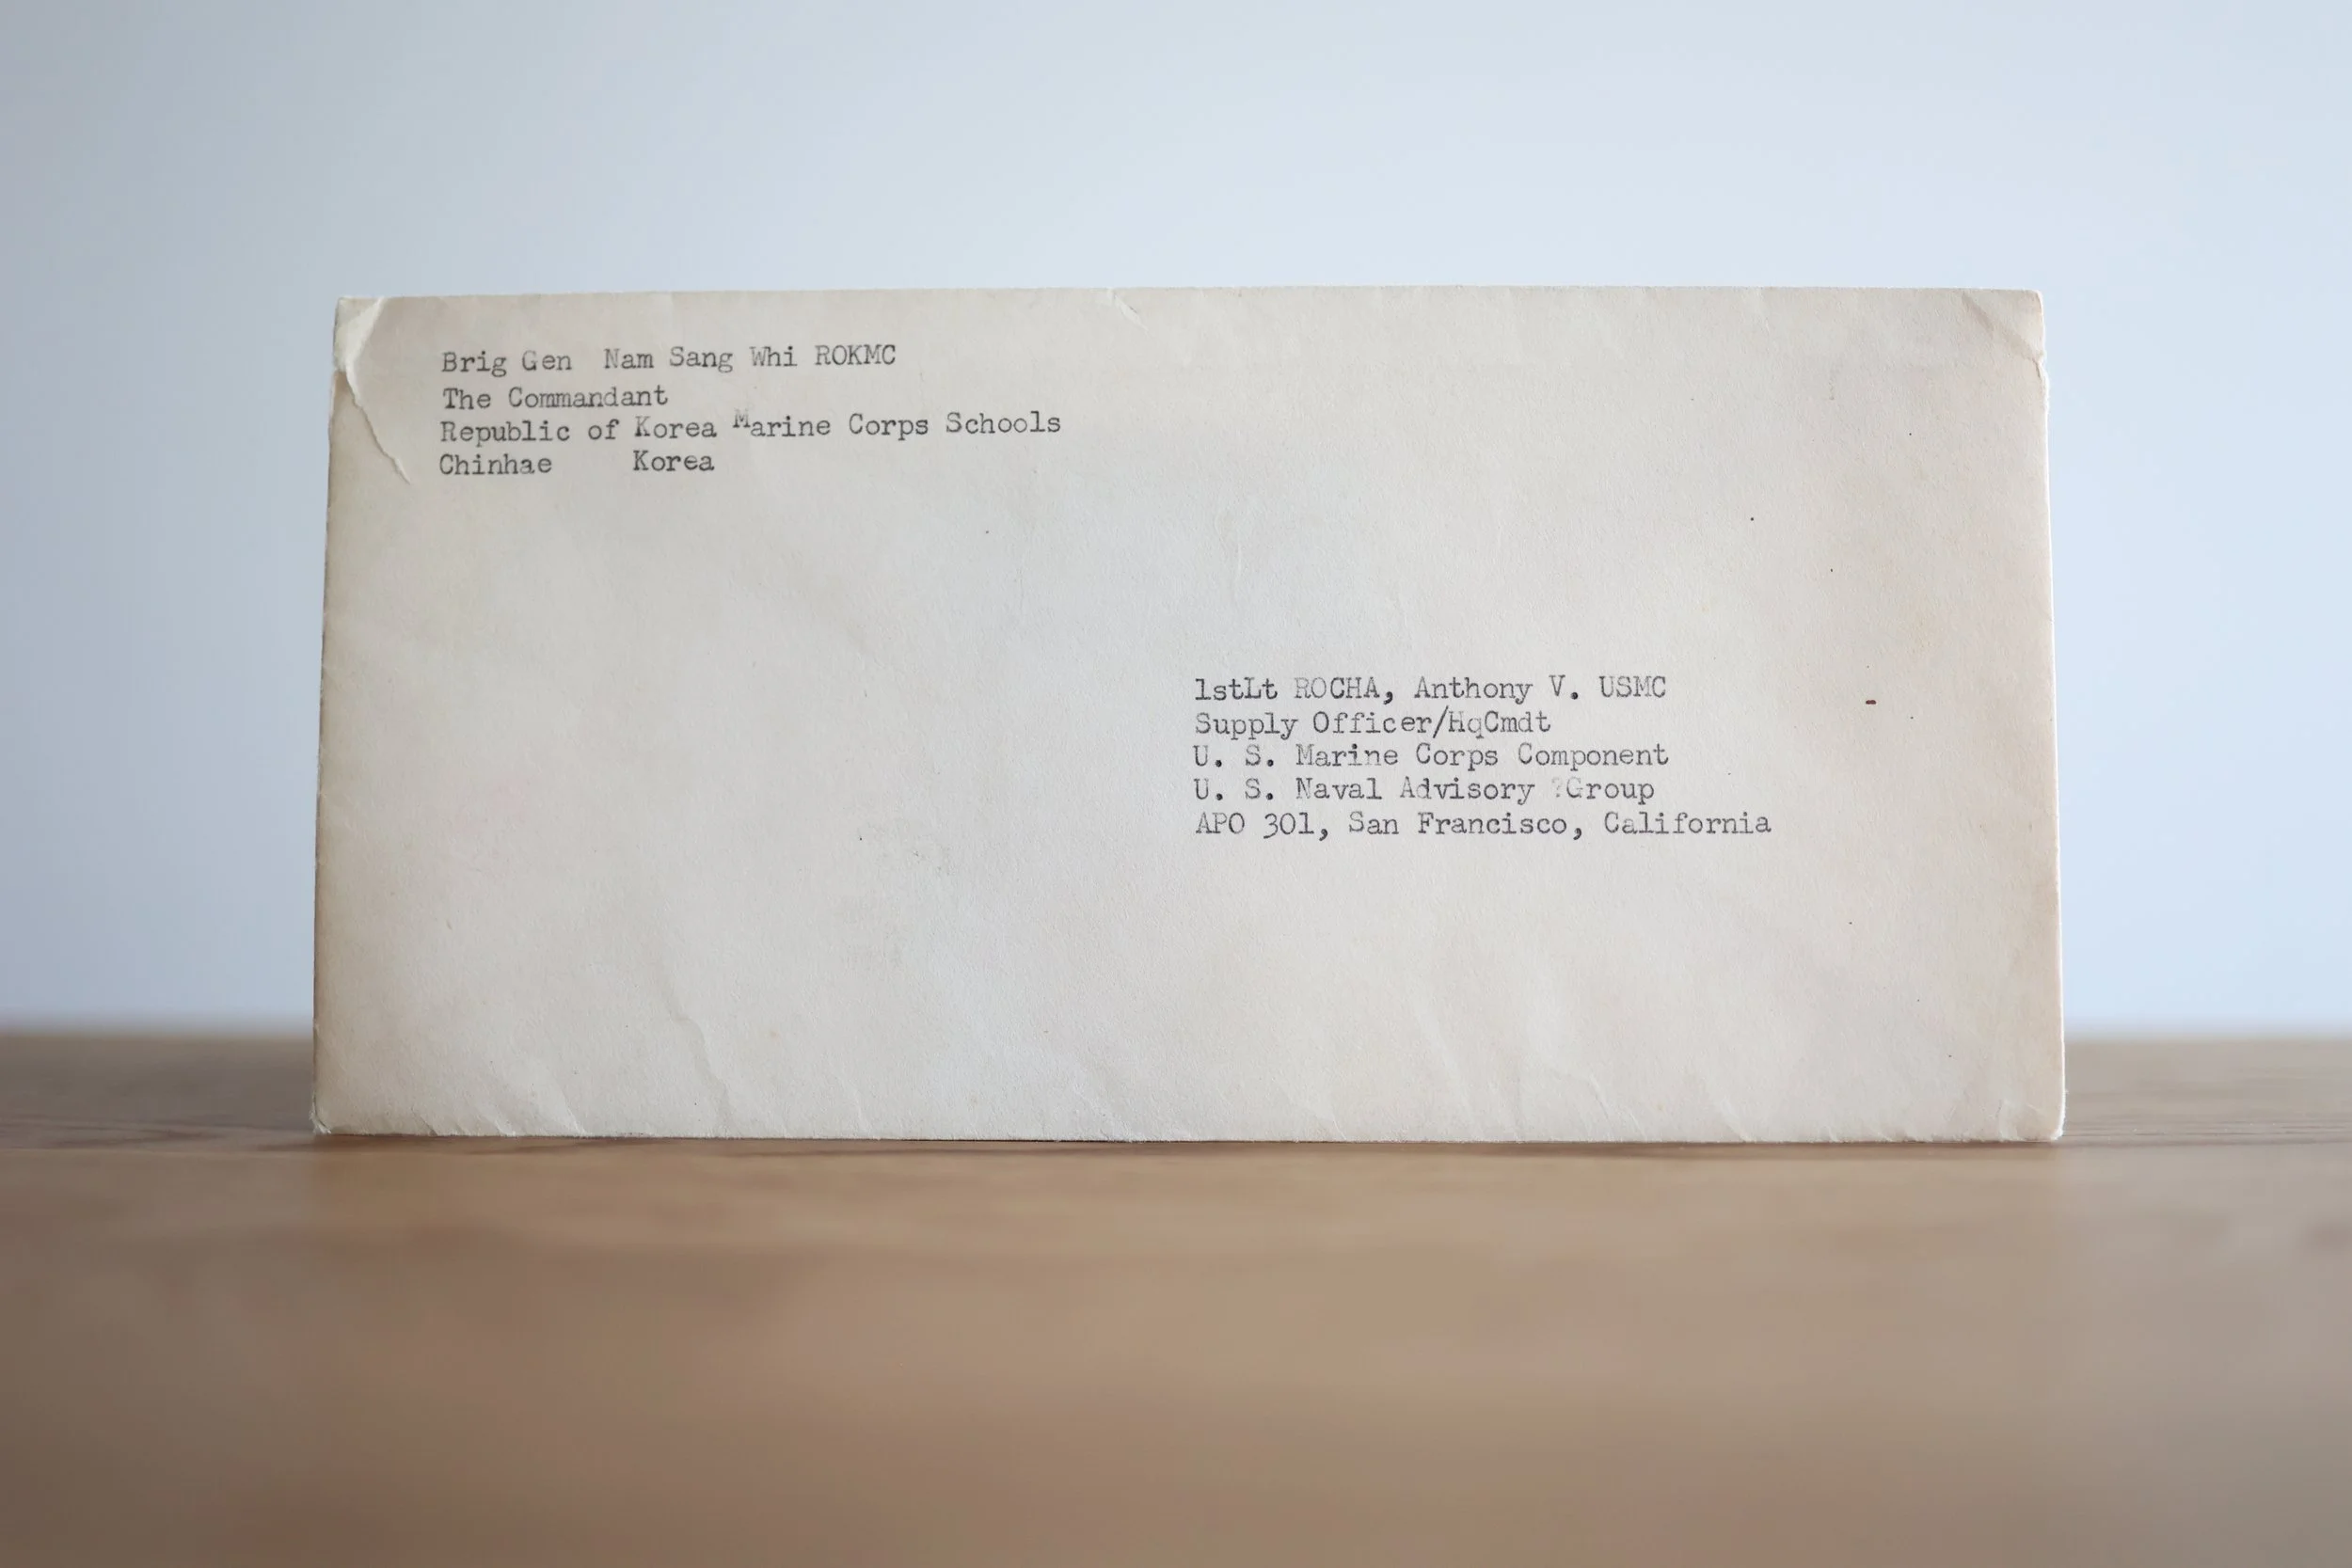 Brig Gen  Nam Sang Whi ROKMC
The Commandant
Republic of Korea Marine Corps Schools
Chinhae     Korea
1stLt ROCHA, Anthony V. USMC
Supply Officer/HqCmdt
U. S. Marine Corps Component
U. S. Naval Advisory ?Group
APO 301, San Francisco, California